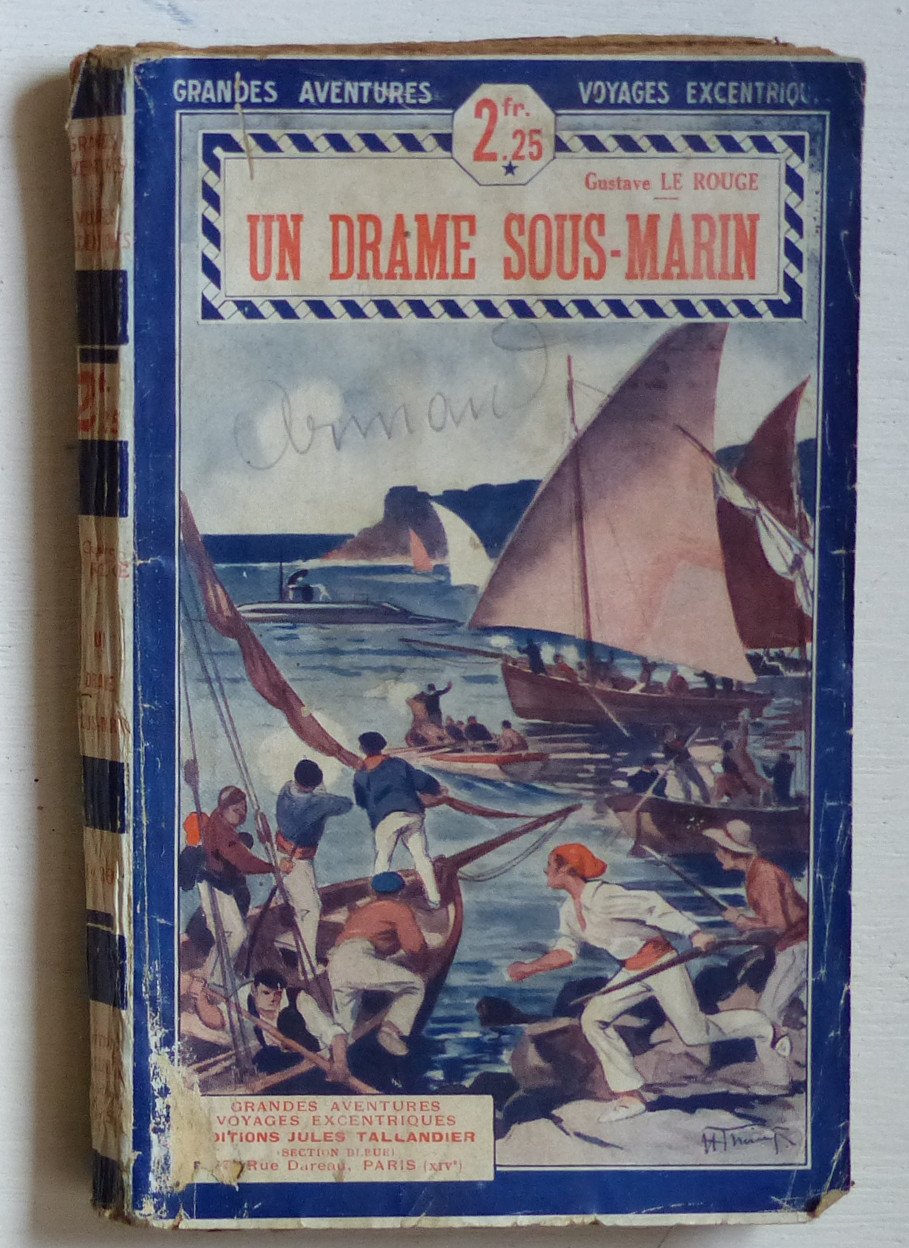 GRANDES AVENTURES
VOYAGES EXCENTRIQU
2 fr. 25
Gustave LE ROUGE
UN DRAME SOUS-MARIN
Armand
GRANDES AVENTURES
VOYAGES EXCENTRIQUES
DITIONS JULES TALLANDIER
(SECTION BLEUE)
Rue Dareau, PARIS (XIVe)